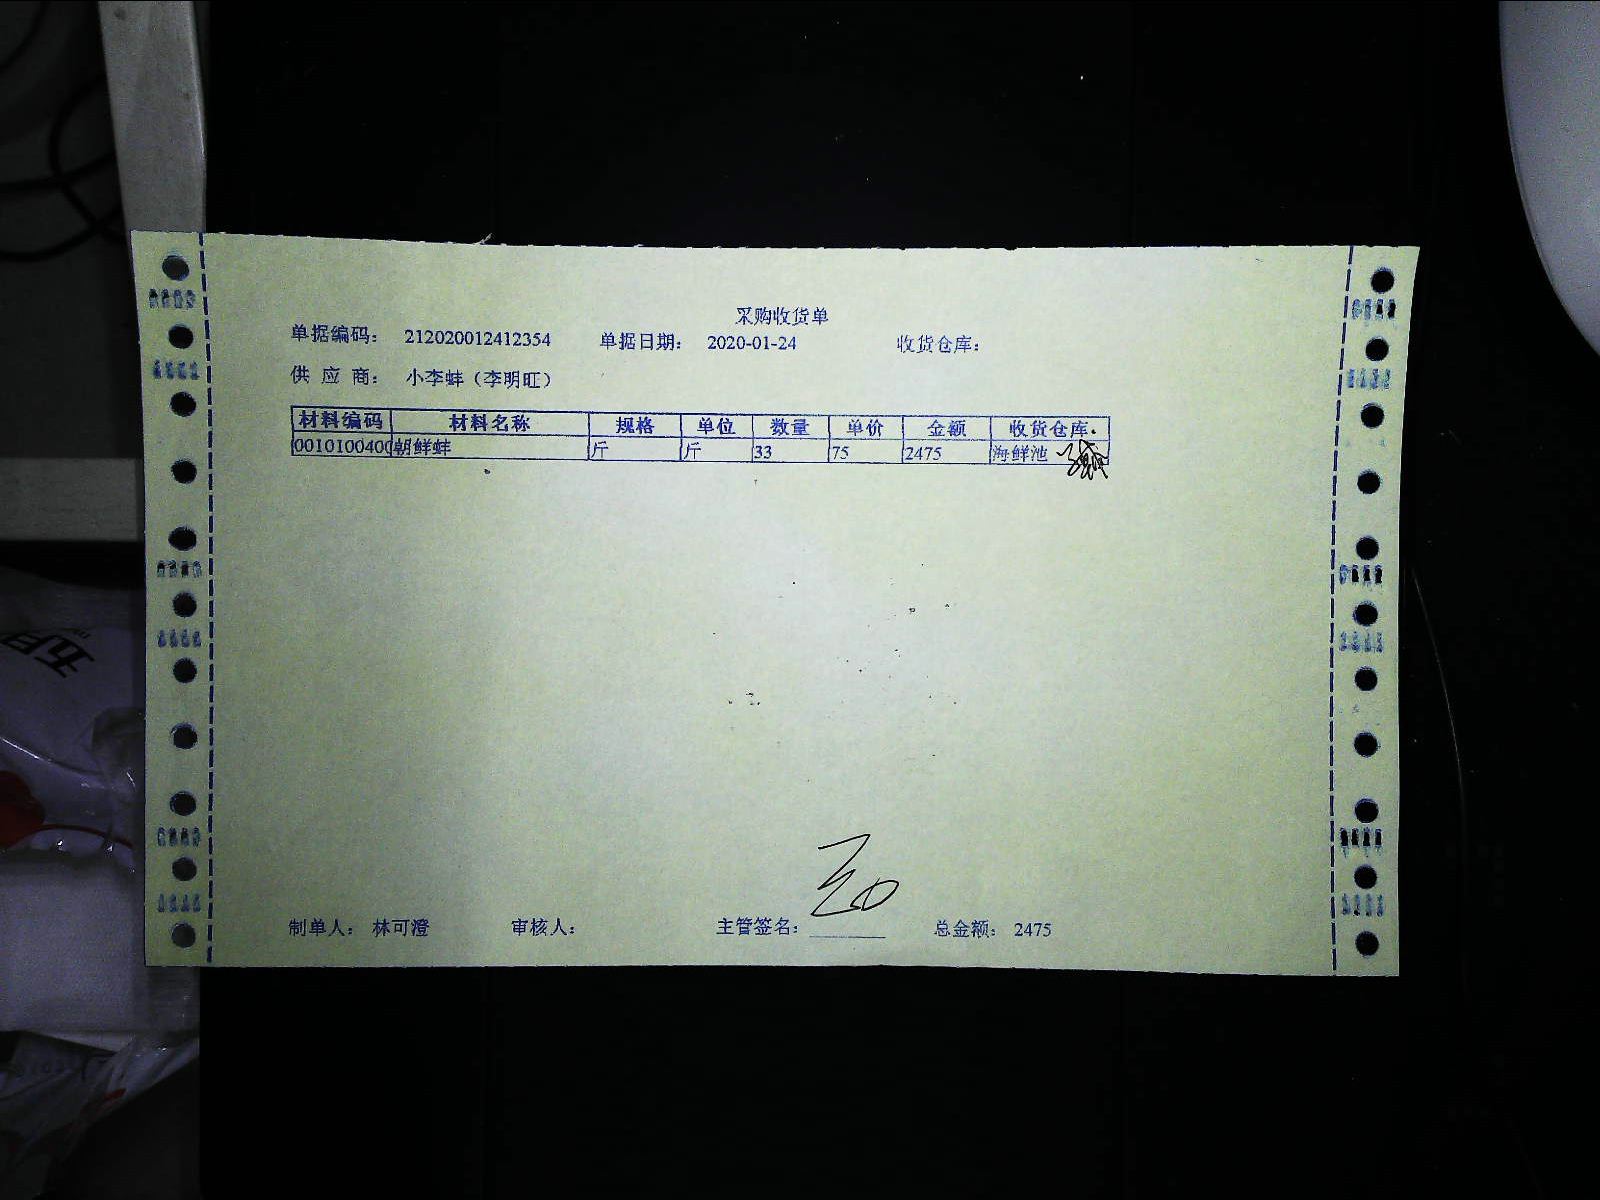 采购收货单
单据编码： 212020012412354 单据日期： 2020-01-24 收货仓库：
供 应 商： 小李蚌（李明旺）
材料编码 材料名称 规格 单位 数量 单价 金额 收货仓库
0010100400 朝鲜蚌 斤 斤 33 75 2475 海鲜池
制单人： 林可澄 审核人： 主管签名： 总金额： 2475